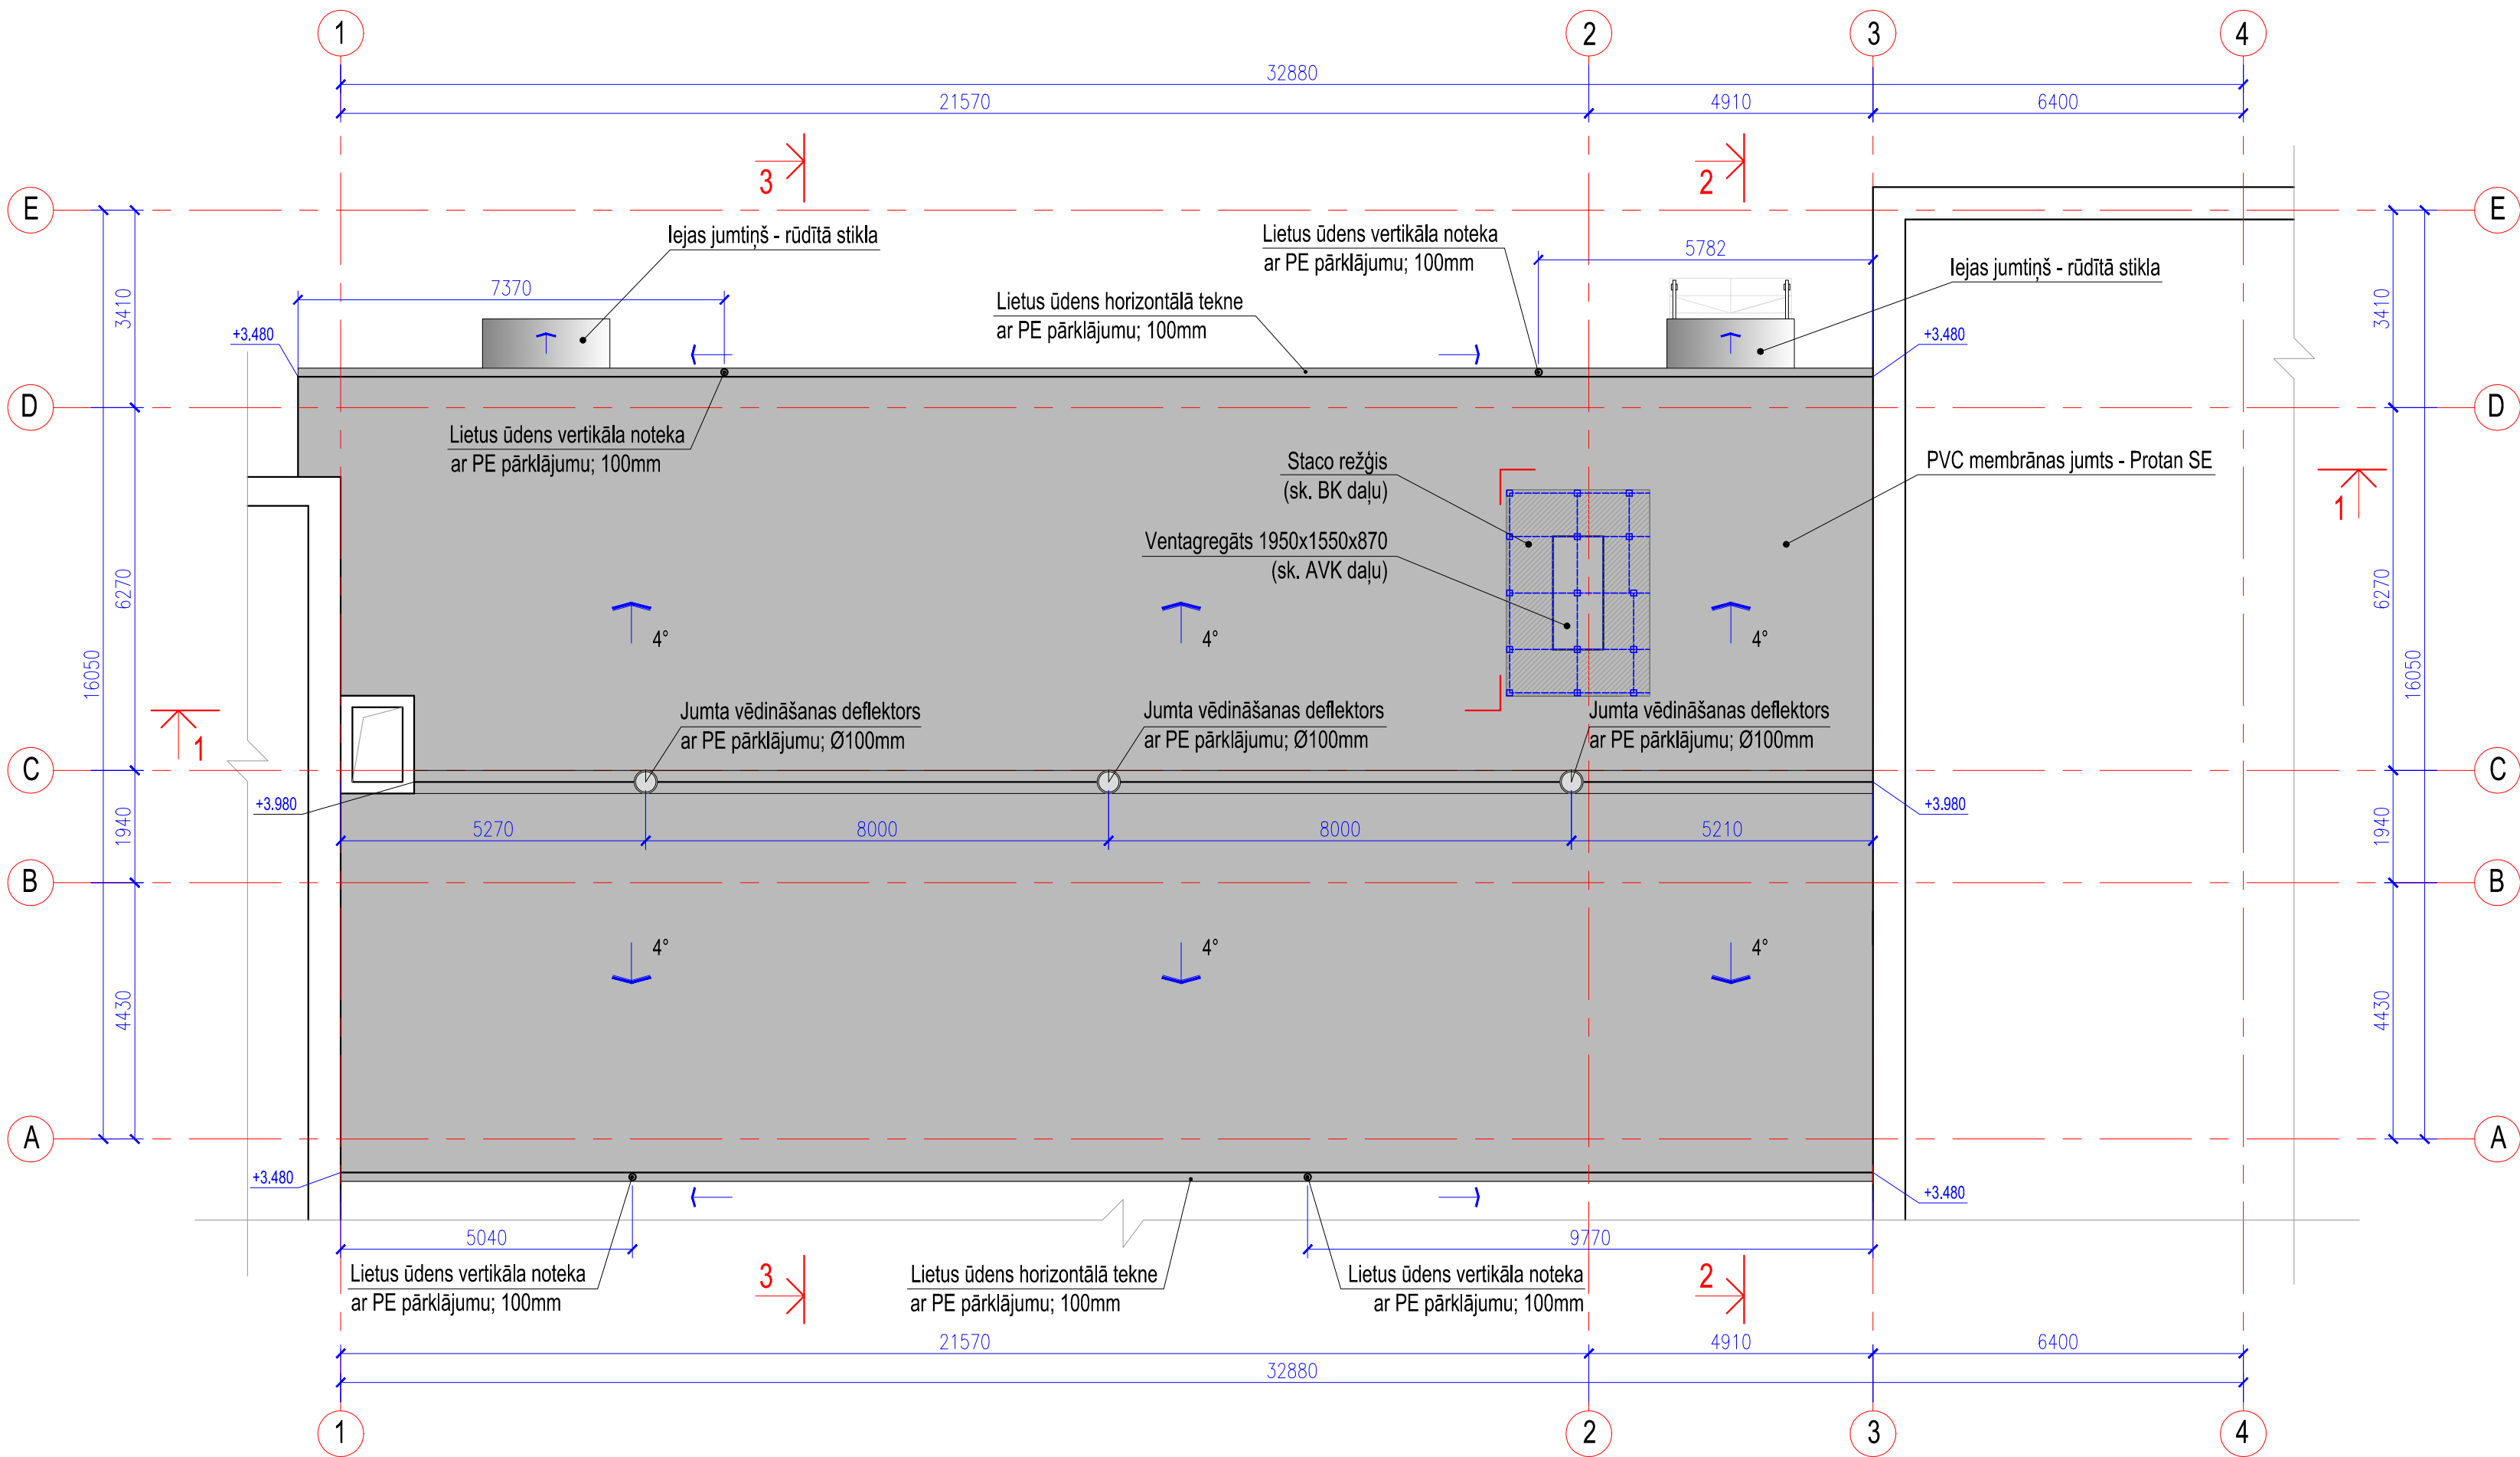 1
2
3
4
32880
21570
4910
6400
3
2
E
E
Iejas jumtiņš - rūdītā stikla
Lietus ūdens vertikāla noteka
ar PE pārklājumu; 100mm
5782
Iejas jumtiņš - rūdītā stikla
7370
Lietus ūdens horizontālā tekne
ar PE pārklājumu; 100mm
3410
3410
+3.480
+3.480
D
D
Lietus ūdens vertikāla noteka
ar PE pārklājumu; 100mm
Staco režģis
(sk. BK daļu)
PVC membrānas jumts - Protan SE
1
Ventagregāts 1950x1550x870
(sk. AVK daļu)
6270
6270
4°
4°
4°
16050
16050
Jumta vēdināšanas deflektors
ar PE pārklājumu; Ø100mm
Jumta vēdināšanas deflektors
ar PE pārklājumu; Ø100mm
Jumta vēdināšanas deflektors
ar PE pārklājumu; Ø100mm
1
C
C
+3.980
+3.980
1940
1940
5270
8000
8000
5210
B
B
4°
4°
4°
4430
4430
A
A
+3.480
+3.480
5040
9770
Lietus ūdens vertikāla noteka
ar PE pārklājumu; 100mm
3
Lietus ūdens horizontālā tekne
ar PE pārklājumu; 100mm
Lietus ūdens vertikāla noteka
ar PE pārklājumu; 100mm
2
21570
4910
6400
32880
1
2
3
4